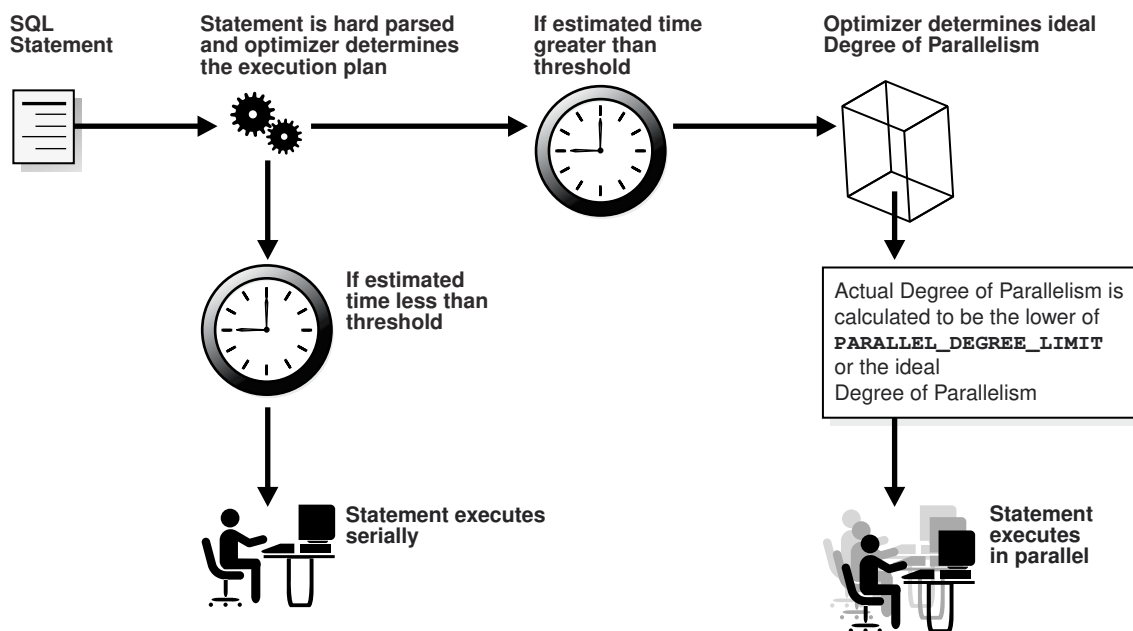 SQL
Statement
Statement is hard parsed
and optimizer determines
the execution plan
If estimated time
greater than
threshold
Optimizer determines ideal
Degree of Parallelism
If estimated
time less than
threshold
Actual Degree of Parallelism is
calculated to be the lower of
PARALLEL_DEGREE_LIMIT
or the ideal
Degree of Parallelism
Statement executes
serially
Statement
executes
in parallel